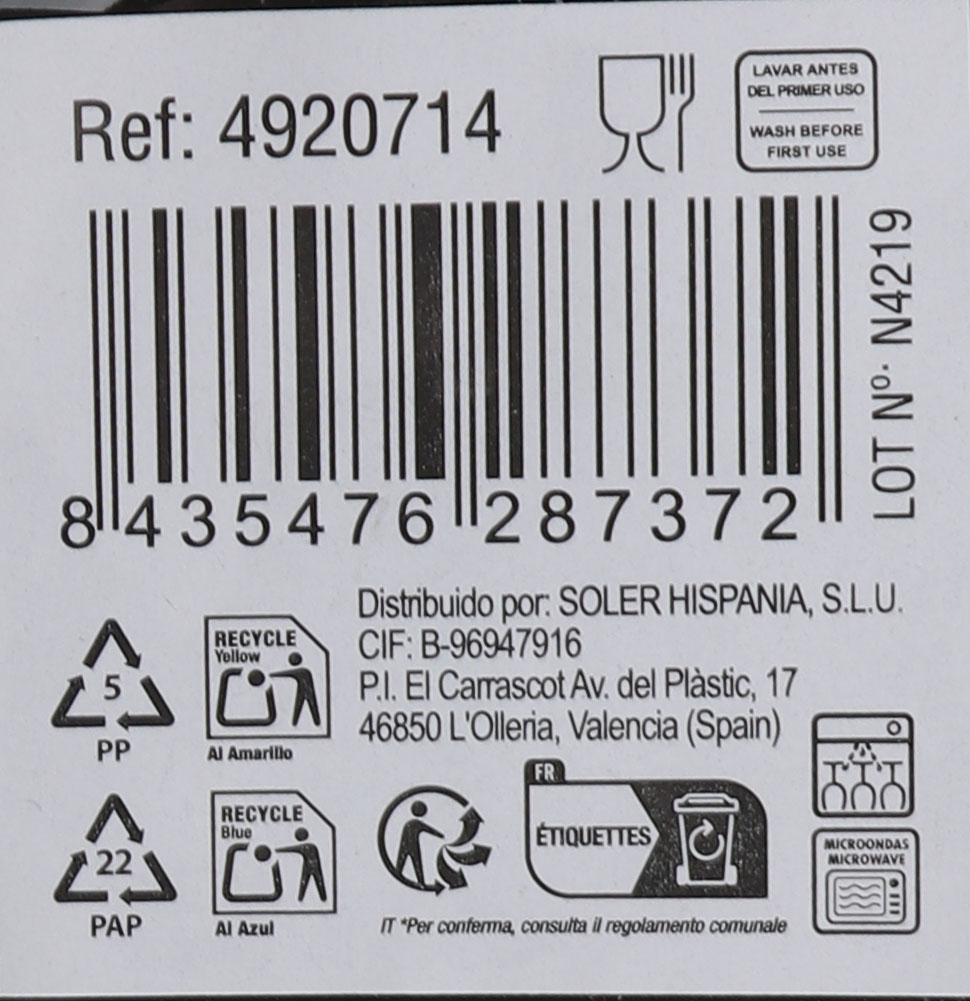 Ref: 4920714
LAVAR ANTES
DEL PRIMER USO
WASH BEFORE
FIRST USE
LOT Nº. N4219
8 435476 287372
Distribuido por: SOLER HISPANIA, S.L.U.
CIF: B-96947916
P.I. El Carrascot Av. del Plàstic, 17
46850 L'Olleria, Valencia (Spain)
5
PP
RECYCLE
Yellow
Al Amarillo
22
PAP
RECYCLE
Blue
Al Azul
FR
ÉTIQUETTES
IT *Per conferma, consulta il regolamento comunale
MICROONDAS
MICROWAVE